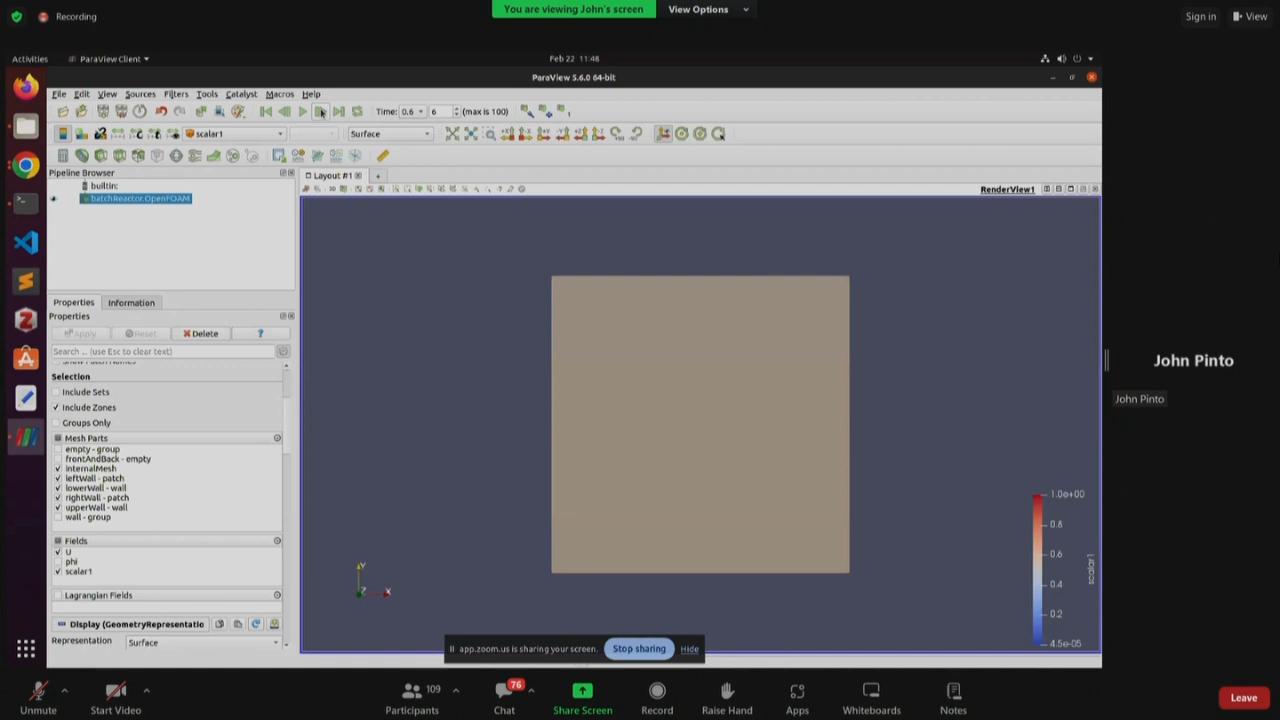 Recording
You are viewing John's screen
View Options
Sign in
View
Activities
ParaView Client
Feb 22 11:48
ParaView 5.6.0 64-bit
File Edit View Sources Filters Tools Catalyst Macros Help
Time: 0.6 6 (max is 100)
scalar1
Surface
Pipeline Browser
builtin:
batchReactor.OpenFOAM
Layout #1
RenderView1
Properties Information
Properties
Apply Reset Delete ?
Search ... (use Esc to clear text)
Show Patch Names
Selection
Include Sets
Include Zones
Groups Only
Mesh Parts
empty - group
frontAndBack - empty
internalMesh
leftWall - patch
lowerWall - wall
rightWall - patch
upperWall - wall
wall - group
Fields
U
phi
scalar1
Lagrangian Fields
Display (GeometryRepresentatio
Representation Surface
Y
Z
X
1.0e+00
0.8
0.6
0.4
0.2
4.5e-05
scalar1
app.zoom.us is sharing your screen.
Stop sharing
Hide
John Pinto
John Pinto
Unmute
Start Video
109
Participants
76
Chat
Share Screen
Record
Raise Hand
Apps
Whiteboards
Notes
Leave